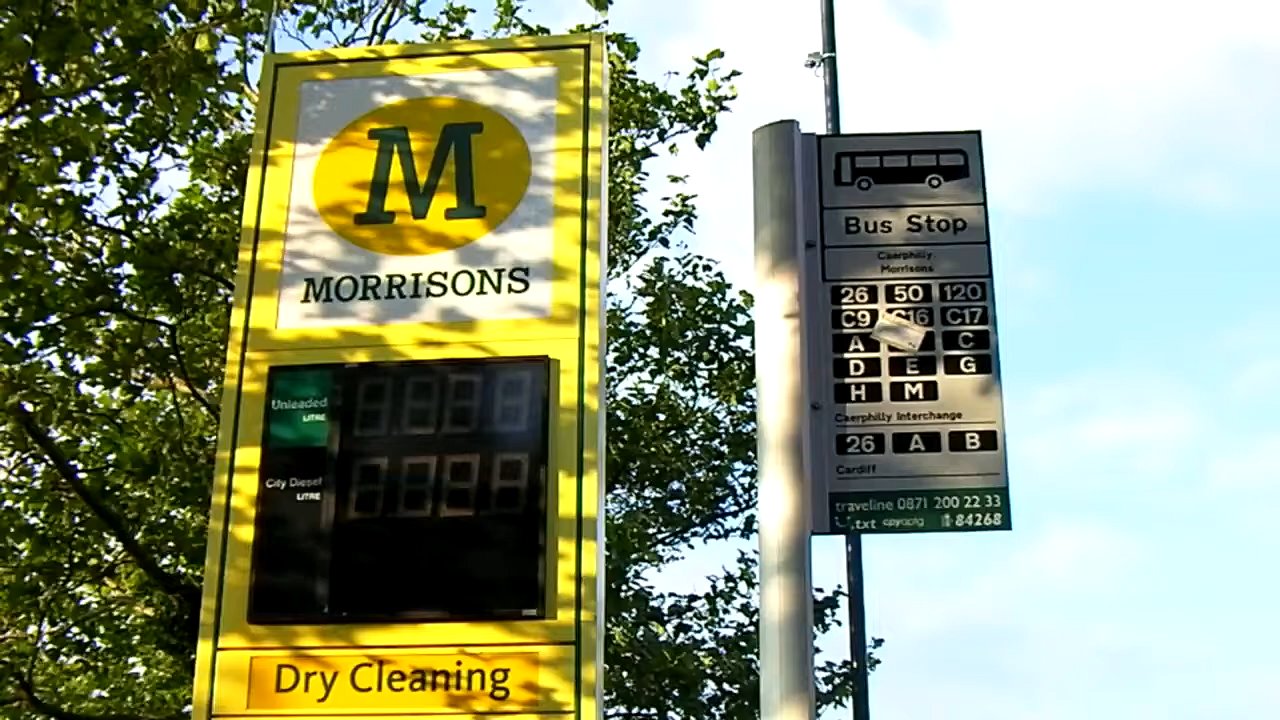 M
MORRISONS
Unleaded
LITRE
City Diesel
LITRE
Dry Cleaning
Bus Stop
Caerphilly
Morrisons
26 50 120
C9 C16 C17
A C
D E G
H M
Caerphilly Interchange
26 A B
Cardiff
traveline 0871 200 22 33
txt 84268